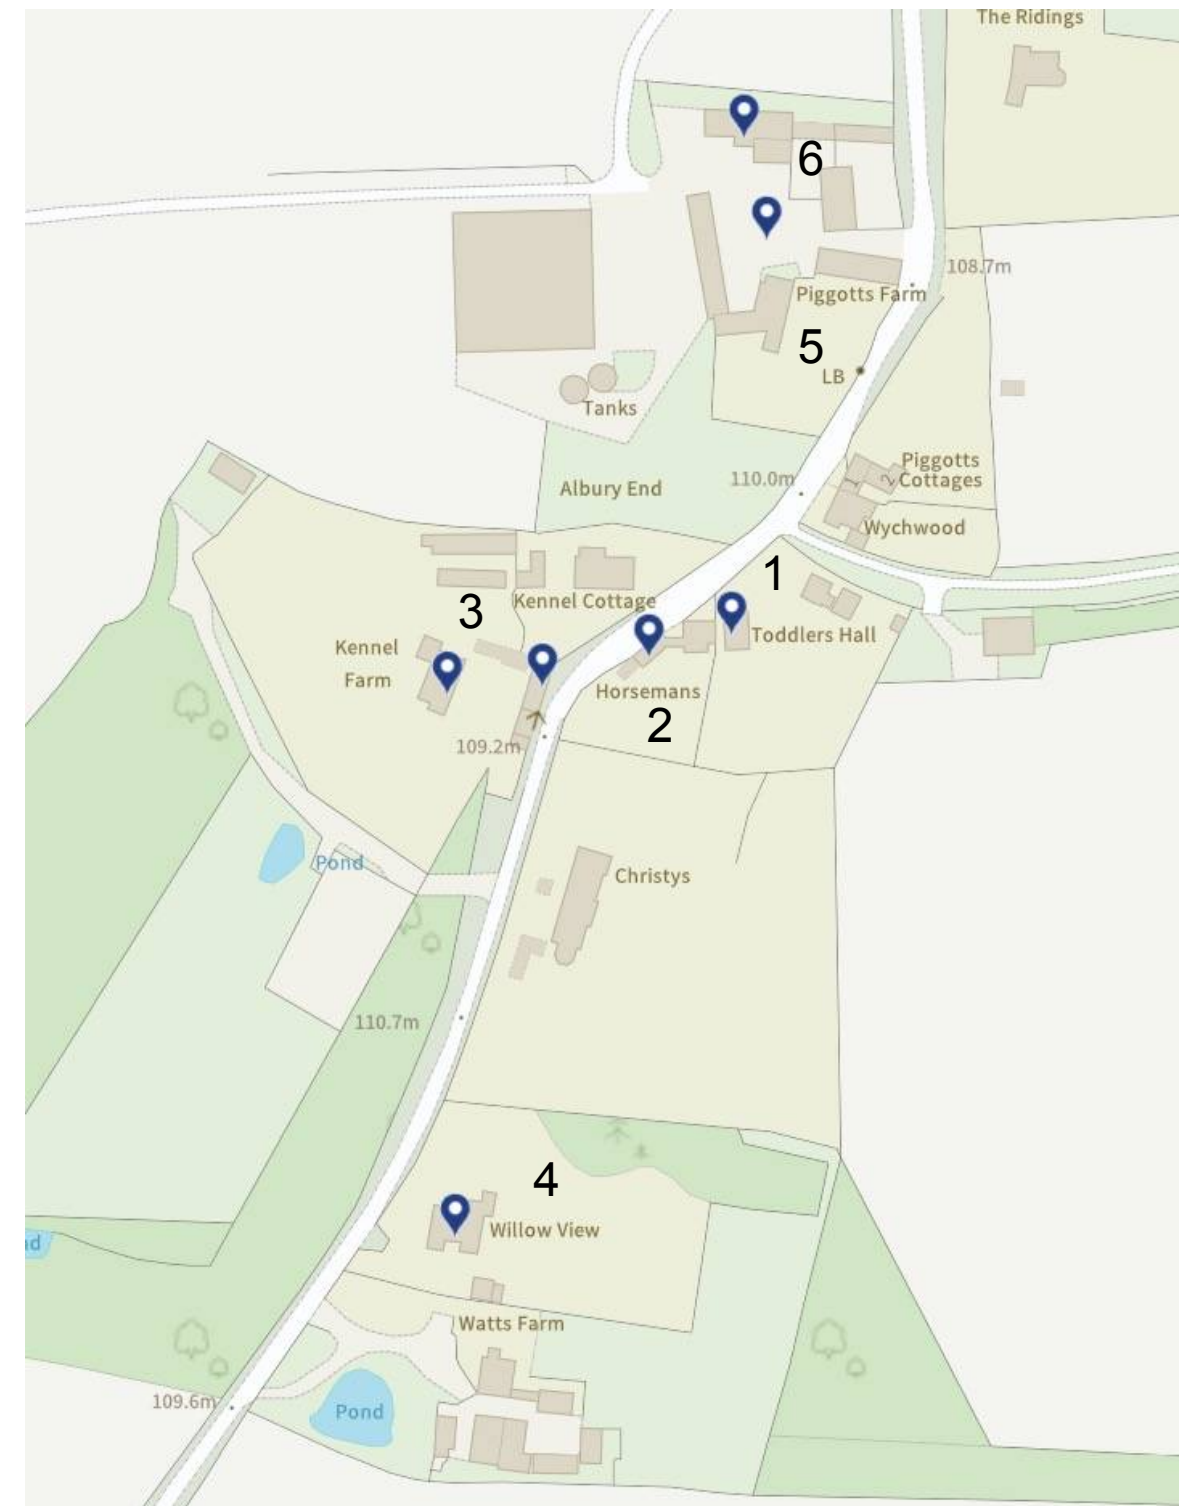 The Ridings
6
108.7m
Piggotts Farm
5
LB
Tanks
Piggotts
Cottages
110.0m
Albury End
Wychwood
1
Kennel Cottage
3
Toddlers Hall
Kennel
Farm
Horsemans
2
109.2m
Pond
Christys
110.7m
4
Willow View
Watts Farm
109.6m
Pond